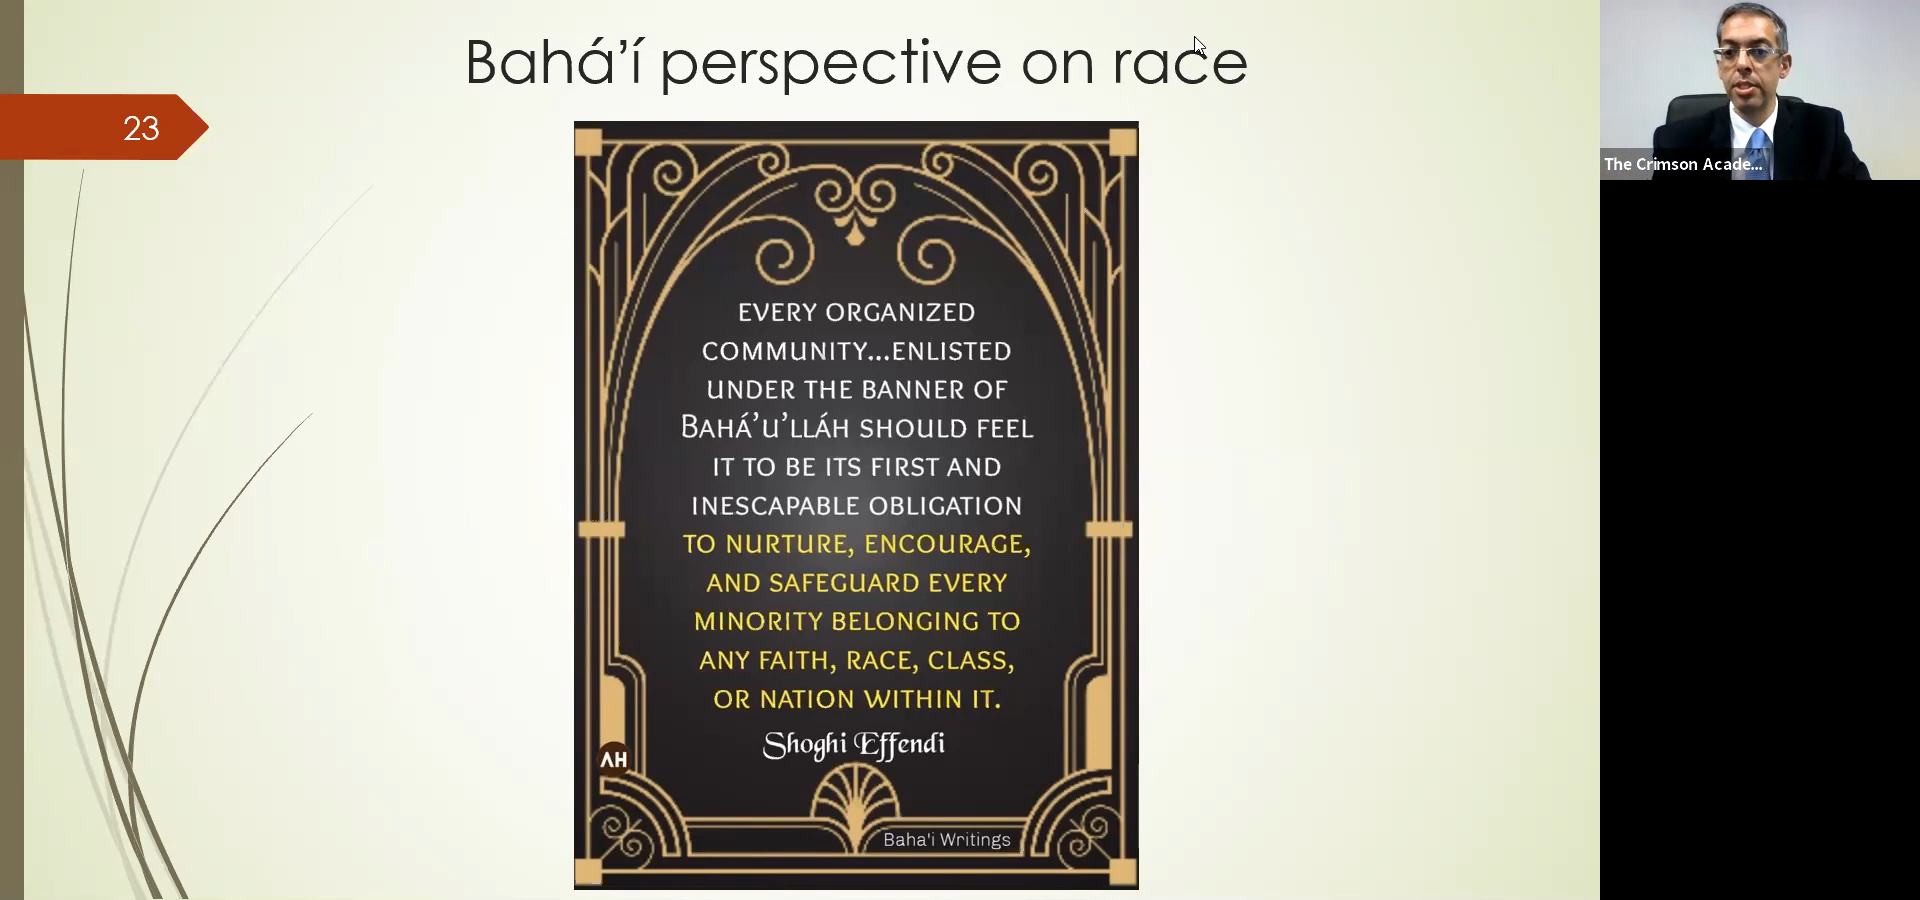 Bahá’í perspective on race
23
EVERY ORGANIZED
COMMUNITY...ENLISTED
UNDER THE BANNER OF
BAHÁ’U’LLÁH SHOULD FEEL
IT TO BE ITS FIRST AND
INESCAPABLE OBLIGATION
TO NURTURE, ENCOURAGE,
AND SAFEGUARD EVERY
MINORITY BELONGING TO
ANY FAITH, RACE, CLASS,
OR NATION WITHIN IT.
Shoghi Effendi
ΛH
Baha'i Writings
The Crimson Acade...